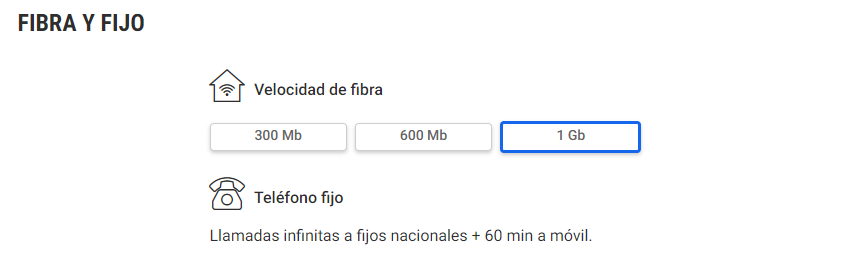 FIBRA Y FIJO
Velocidad de fibra
300 Mb 600 Mb 1 Gb
Teléfono fijo
Llamadas infinitas a fijos nacionales + 60 min a móvil.